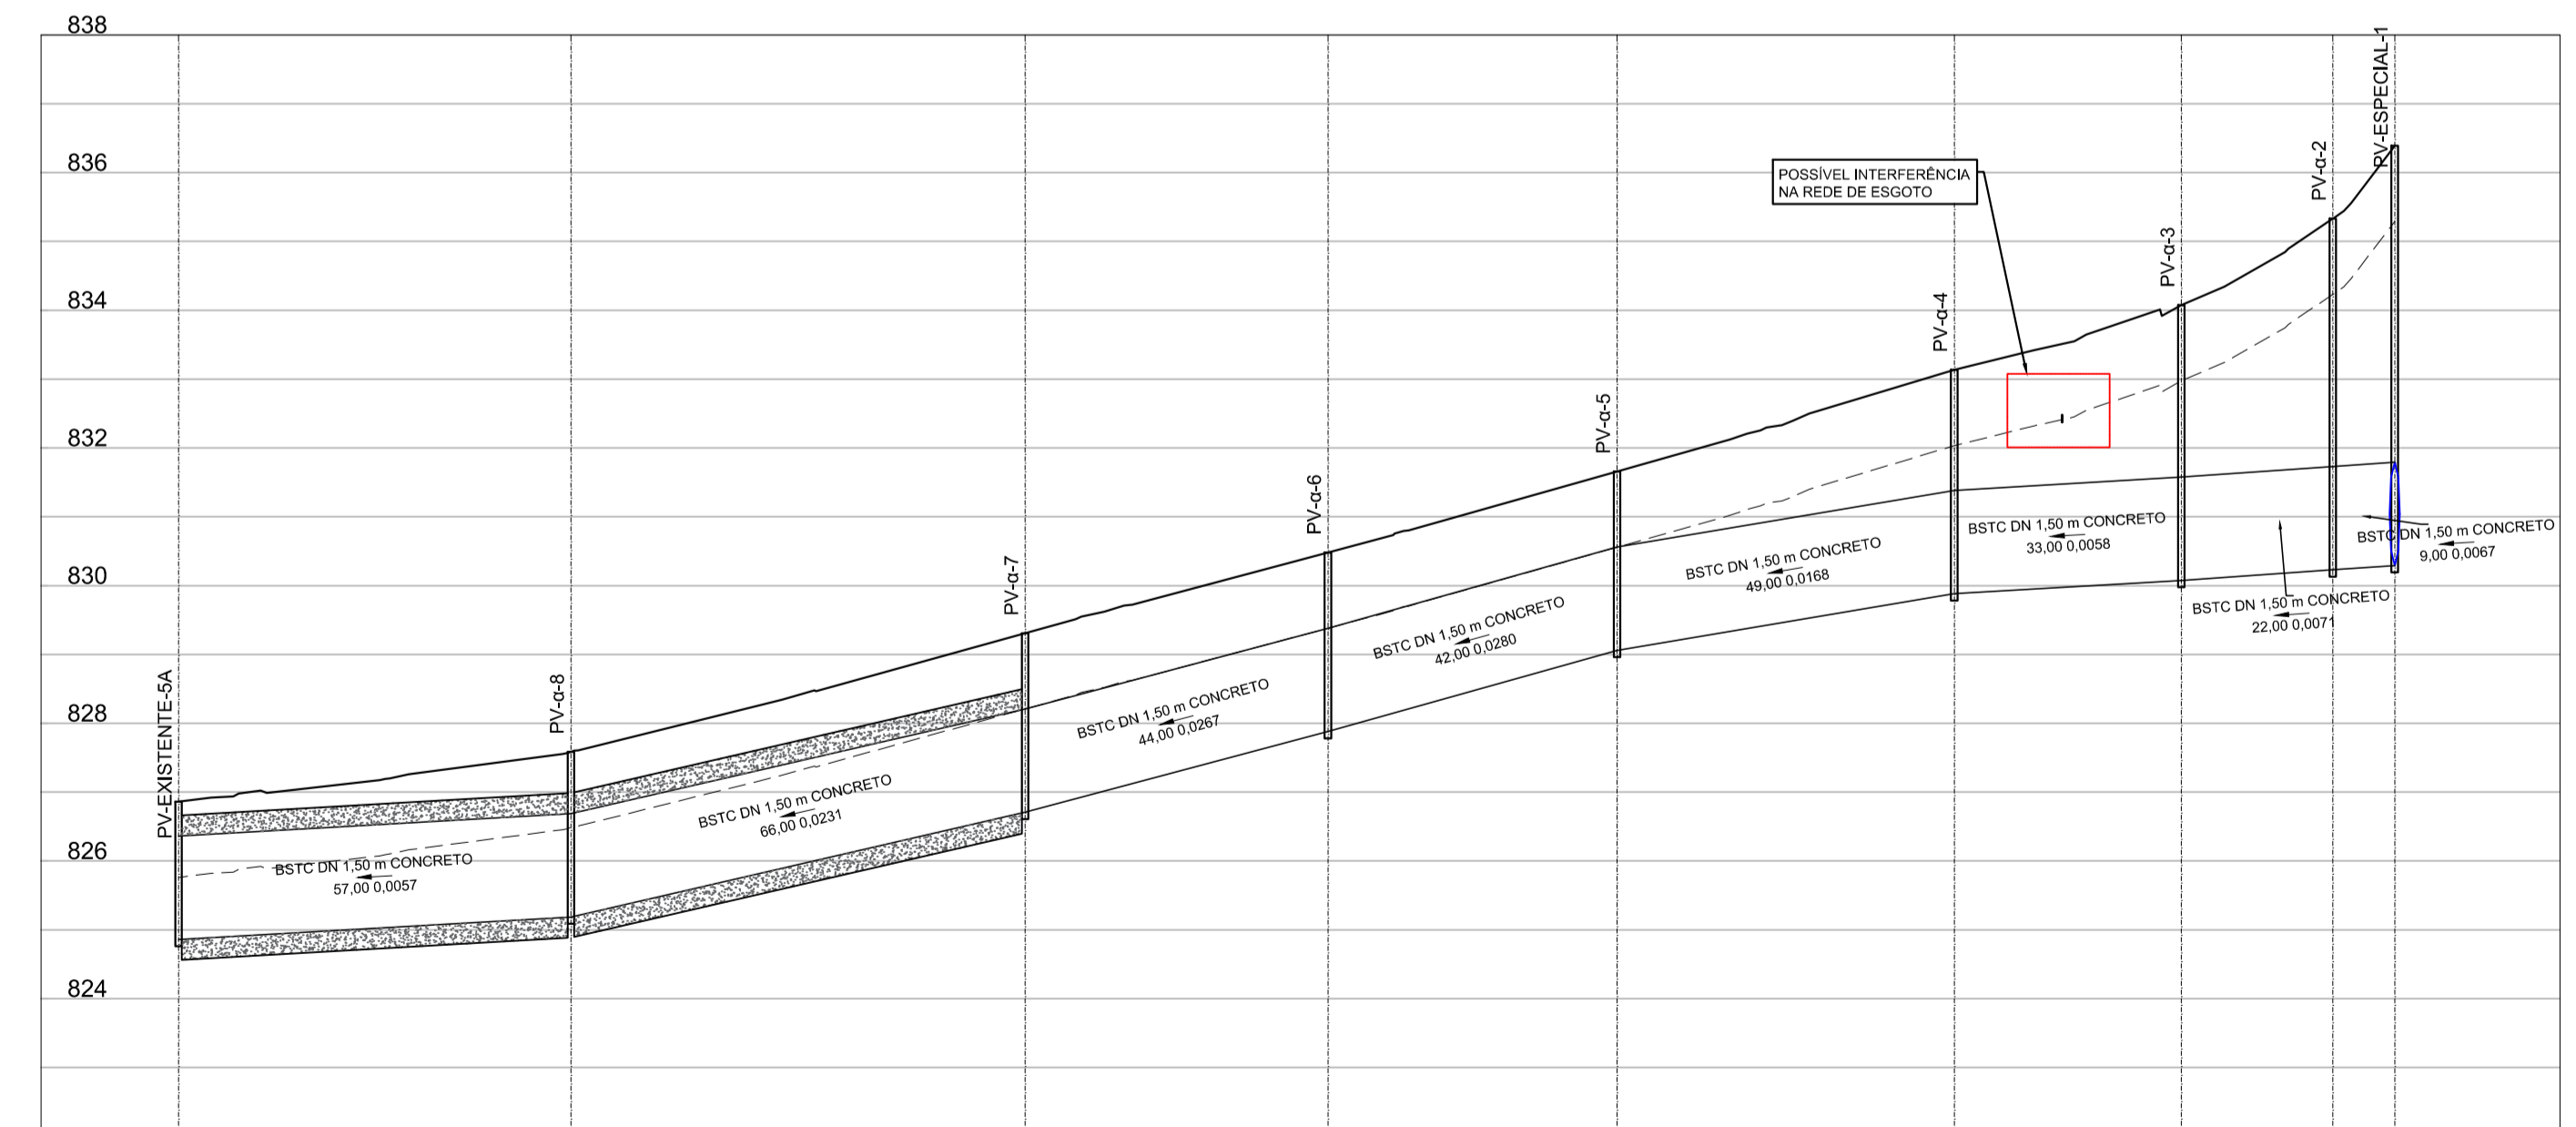 838
836
834
832
830
828
826
824
PV-EXISTENTE-5A
PV-α-8
PV-α-7
PV-α-6
PV-α-5
PV-α-4
PV-α-3
PV-α-2
PV-ESPECIAL-1
POSSÍVEL INTERFERÊNCIA
NA REDE DE ESGOTO
BSTC DN 1,50 m CONCRETO
57,00 0,0057
BSTC DN 1,50 m CONCRETO
66,00 0,0231
BSTC DN 1,50 m CONCRETO
44,00 0,0267
BSTC DN 1,50 m CONCRETO
42,00 0,0280
BSTC DN 1,50 m CONCRETO
49,00 0,0168
BSTC DN 1,50 m CONCRETO
33,00 0,0058
BSTC DN 1,50 m CONCRETO
22,00 0,0071
BSTC DN 1,50 m CONCRETO
9,00 0,0067